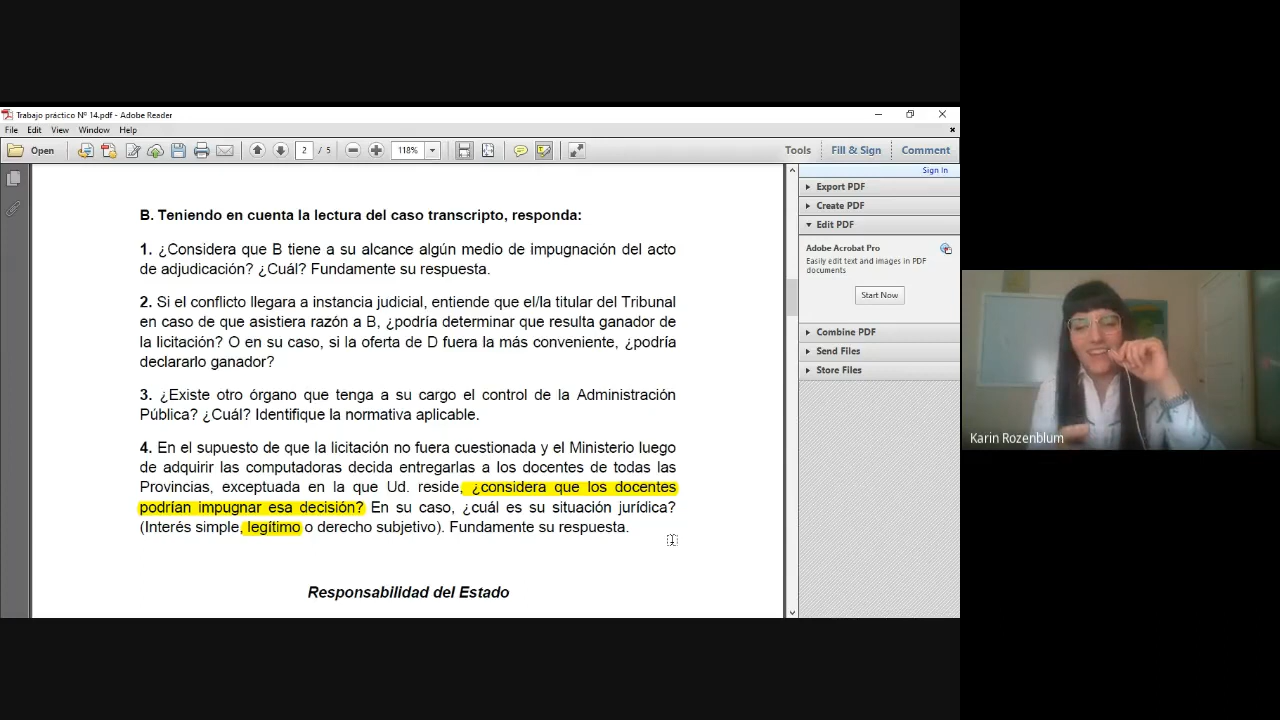 Trabajo práctico Nº 14.pdf - Adobe Reader
File Edit View Window Help
Open 2 / 5 118% Tools Fill & Sign Comment
Sign In
Export PDF
Create PDF
Edit PDF
Adobe Acrobat Pro
Easily edit text and images in PDF
documents
Start Now
Combine PDF
Send Files
Store Files
B. Teniendo en cuenta la lectura del caso transcripto, responda:
1. ¿Considera que B tiene a su alcance algún medio de impugnación del acto
de adjudicación? ¿Cuál? Fundamente su respuesta.
2. Si el conflicto llegara a instancia judicial, entiende que el/la titular del Tribunal
en caso de que asistiera razón a B, ¿podría determinar que resulta ganador de
la licitación? O en su caso, si la oferta de D fuera la más conveniente, ¿podría
declararlo ganador?
3. ¿Existe otro órgano que tenga a su cargo el control de la Administración
Pública? ¿Cuál? Identifique la normativa aplicable.
4. En el supuesto de que la licitación no fuera cuestionada y el Ministerio luego
de adquirir las computadoras decida entregarlas a los docentes de todas las
Provincias, exceptuada en la que Ud. reside, ¿considera que los docentes
podrían impugnar esa decisión? En su caso, ¿cuál es su situación jurídica?
(Interés simple, legítimo o derecho subjetivo). Fundamente su respuesta.
Responsabilidad del Estado
Karin Rozenblum